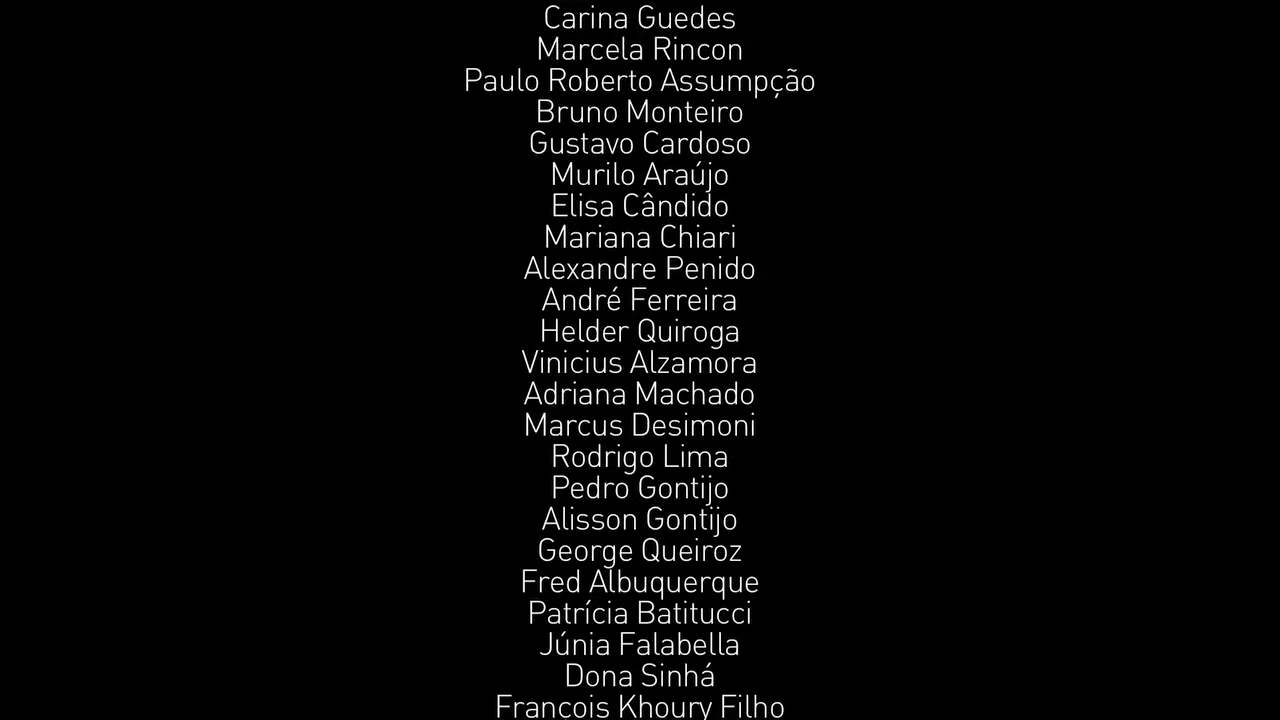 Carina Guedes
Marcela Rincon
Paulo Roberto Assumpção
Bruno Monteiro
Gustavo Cardoso
Murilo Araújo
Elisa Cândido
Mariana Chiari
Alexandre Penido
André Ferreira
Helder Quiroga
Vinicius Alzamora
Adriana Machado
Marcus Desimoni
Rodrigo Lima
Pedro Gontijo
Alisson Gontijo
George Queiroz
Fred Albuquerque
Patrícia Batitucci
Júnia Falabella
Dona Sinhá
Francois Khoury Filho